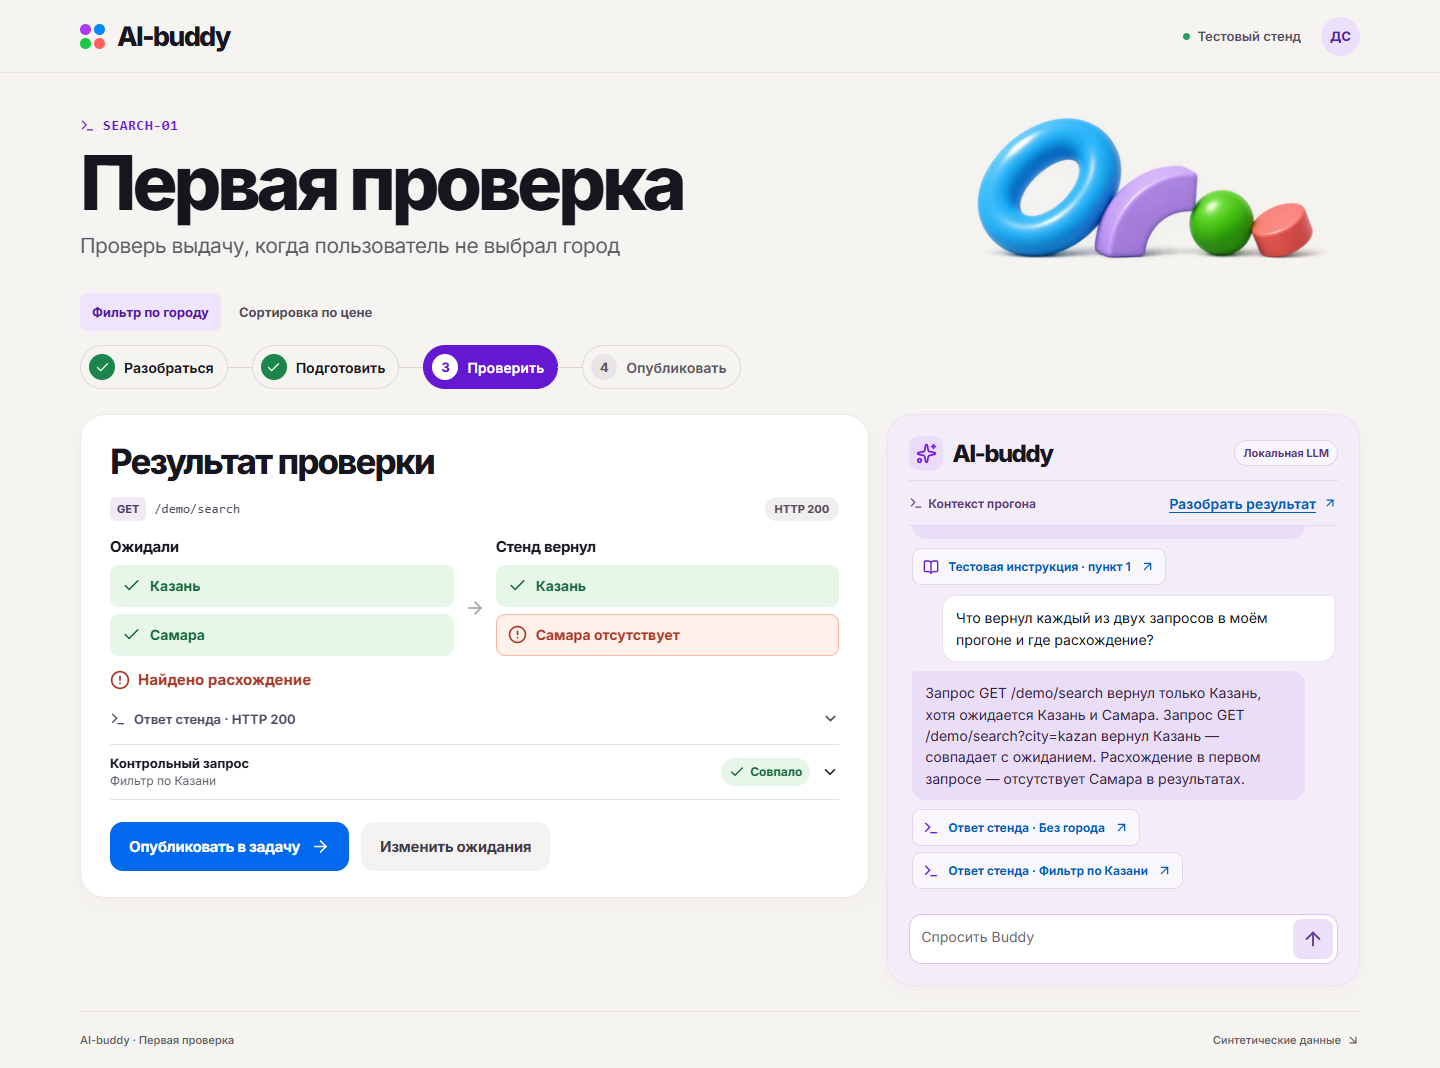 AI-buddy
Тестовый стенд
ДС
SEARCH-01
Первая проверка
Проверь выдачу, когда пользователь не выбрал город
Фильтр по городу
Сортировка по цене
Разобраться
Подготовить
3 Проверить
4 Опубликовать
Результат проверки
GET /demo/search
HTTP 200
Ожидали
Казань
Самара
Стенд вернул
Казань
Самара отсутствует
Найдено расхождение
Ответ стенда · HTTP 200
Контрольный запрос
Фильтр по Казани
Совпало
Опубликовать в задачу
Изменить ожидания
AI-buddy
Локальная LLM
Контекст прогона
Разобрать результат
Тестовая инструкция · пункт 1
Что вернул каждый из двух запросов в моём
прогоне и где расхождение?
Запрос GET /demo/search вернул только Казань,
хотя ожидается Казань и Самара. Запрос GET
/demo/search?city=kazan вернул Казань —
совпадает с ожиданием. Расхождение в первом
запросе — отсутствует Самара в результатах.
Ответ стенда · Без города
Ответ стенда · Фильтр по Казани
Спросить Buddy
AI-buddy · Первая проверка
Синтетические данные